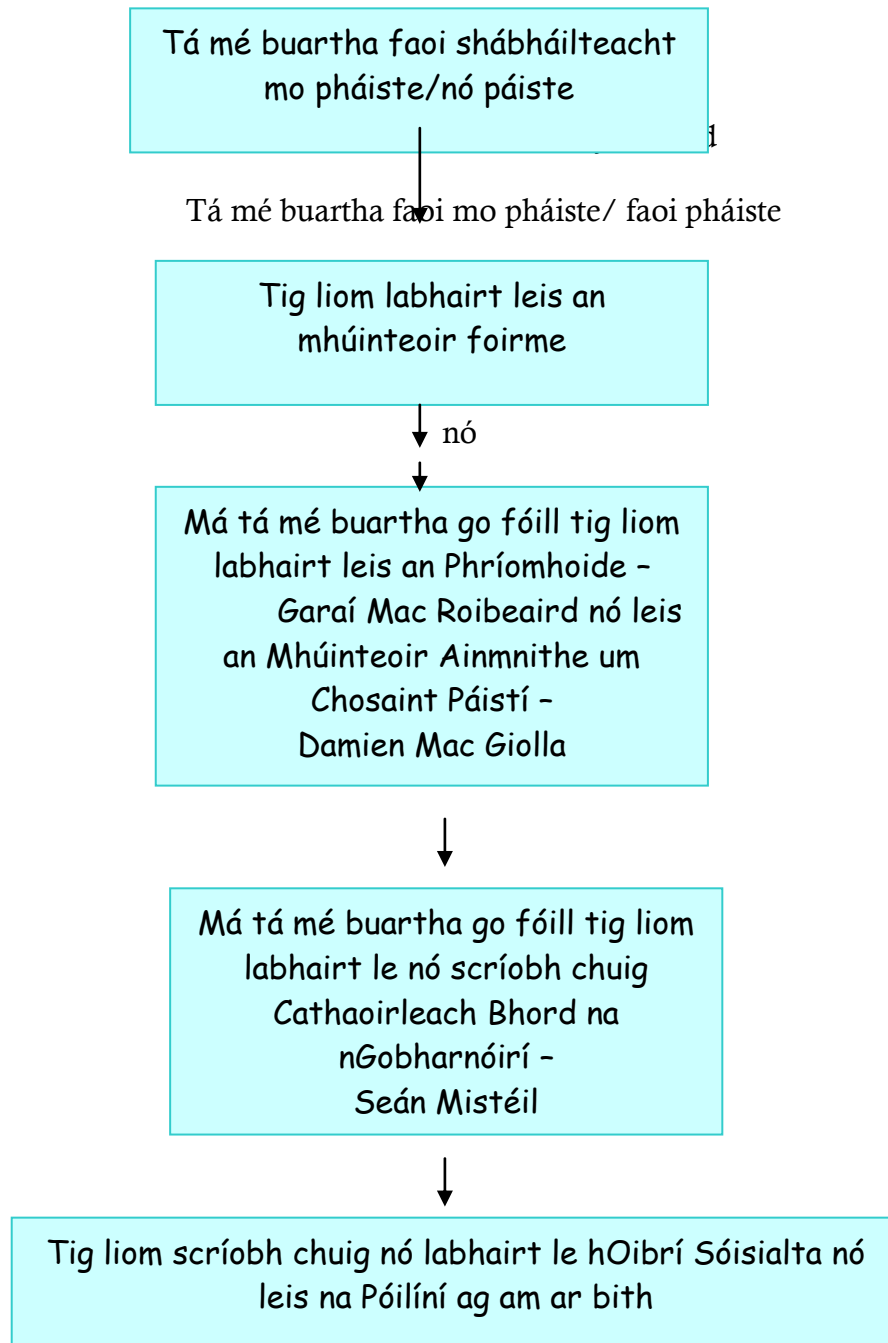 Tá mé buartha faoi shábháilteacht
mo pháiste/nó páiste
Tá mé buartha faoi mo pháiste/ faoi pháiste
Tig liom labhairt leis an
mhúinteoir foirme
nó
Má tá mé buartha go fóill tig liom
labhairt leis an Phríomhoide –
Garaí Mac Roibeaird nó leis
an Mhúinteoir Ainmnithe um
Chosaint Páistí –
Damien Mac Giolla
Má tá mé buartha go fóill tig liom
labhairt le nó scríobh chuig
Cathaoirleach Bhord na
nGobharnóirí –
Seán Mistéil
Tig liom scríobh chuig nó labhairt le hOibrí Sóisialta nó
leis na Póilíní ag am ar bith